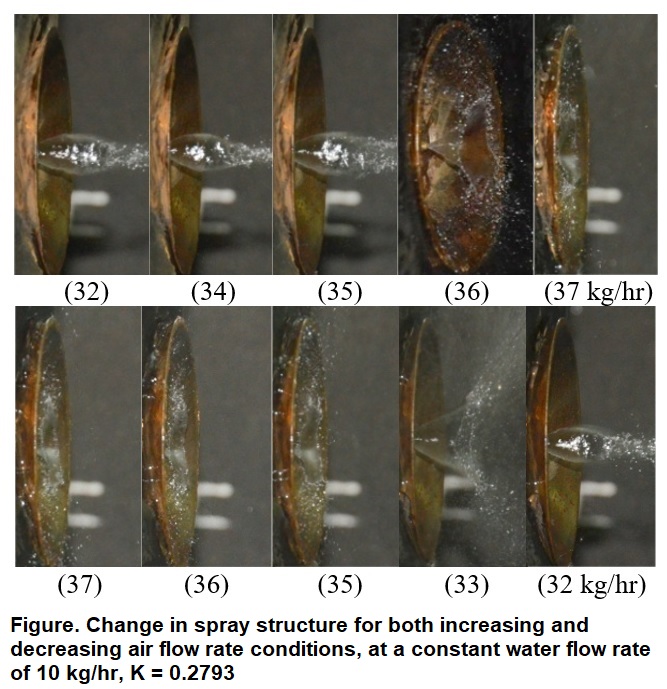 (32) (34) (35) (36) (37 kg/hr)
(37) (36) (35) (33) (32 kg/hr)
Figure. Change in spray structure for both increasing and
decreasing air flow rate conditions, at a constant water flow rate
of 10 kg/hr, K = 0.2793